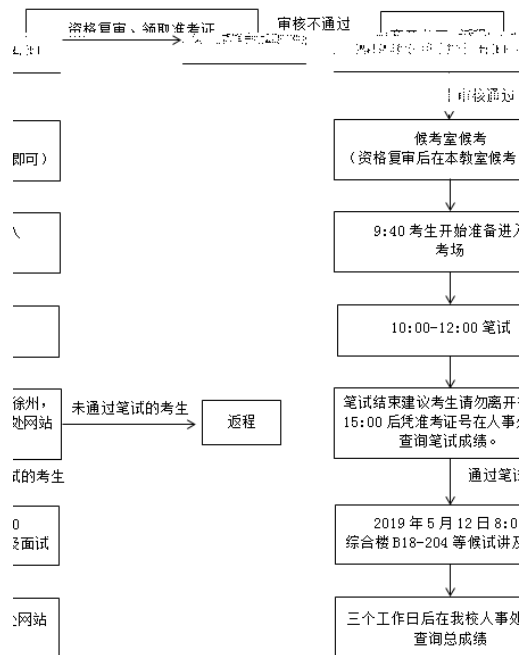 资格复审、领取准考证
审核不通过
审核通过
候考室候考
（资格复审后在本教室候考
即可）
9:40 考生开始准备进入
考场
10:00-12:00 笔试
徐州，
处网站
未通过笔试的考生
返程
笔试结束建议考生请勿离开
15:00 后凭准考证号在人事
查询笔试成绩。
试的考生
通过笔试
2019 年 5 月 12 日 8:0
综合楼 B18-204 等候试讲及
0
及面试
处网站
三个工作日后在我校人事处
查询总成绩